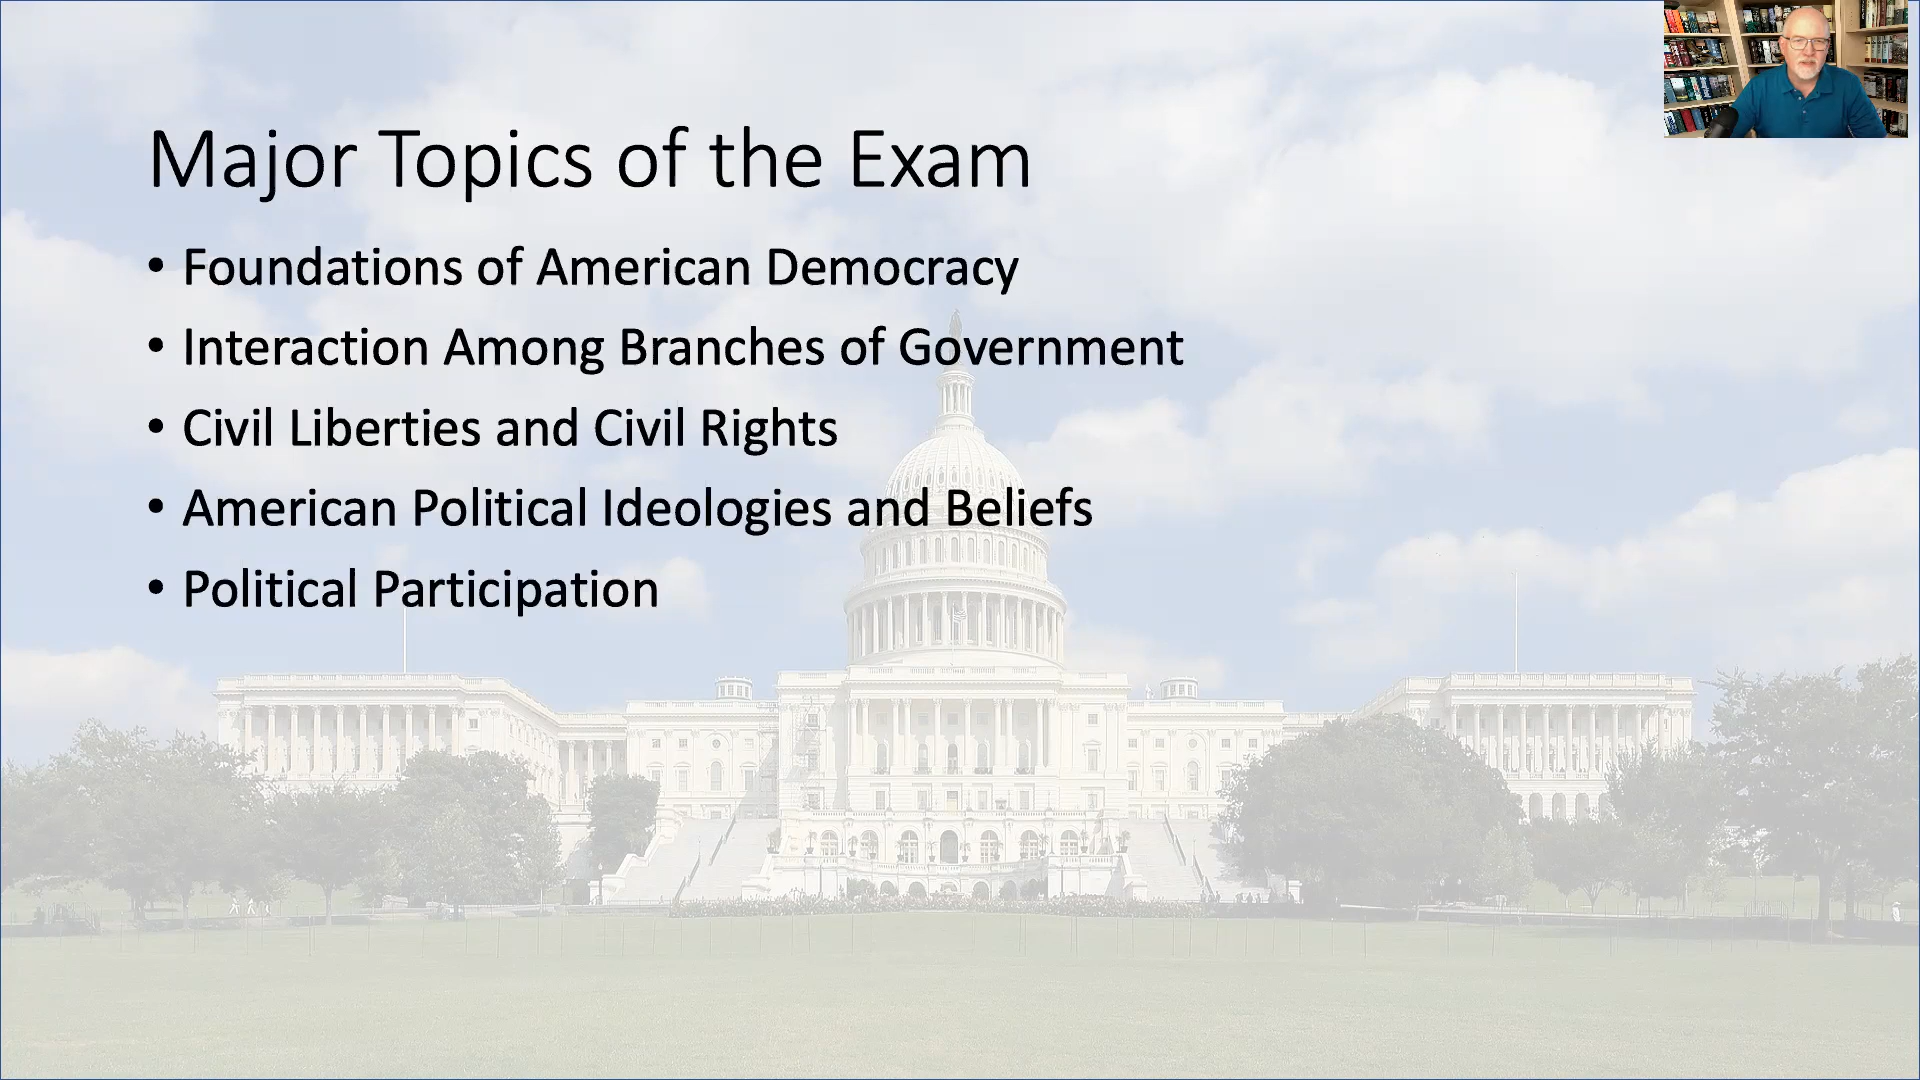 Major Topics of the Exam
• Foundations of American Democracy
• Interaction Among Branches of Government
• Civil Liberties and Civil Rights
• American Political Ideologies and Beliefs
• Political Participation